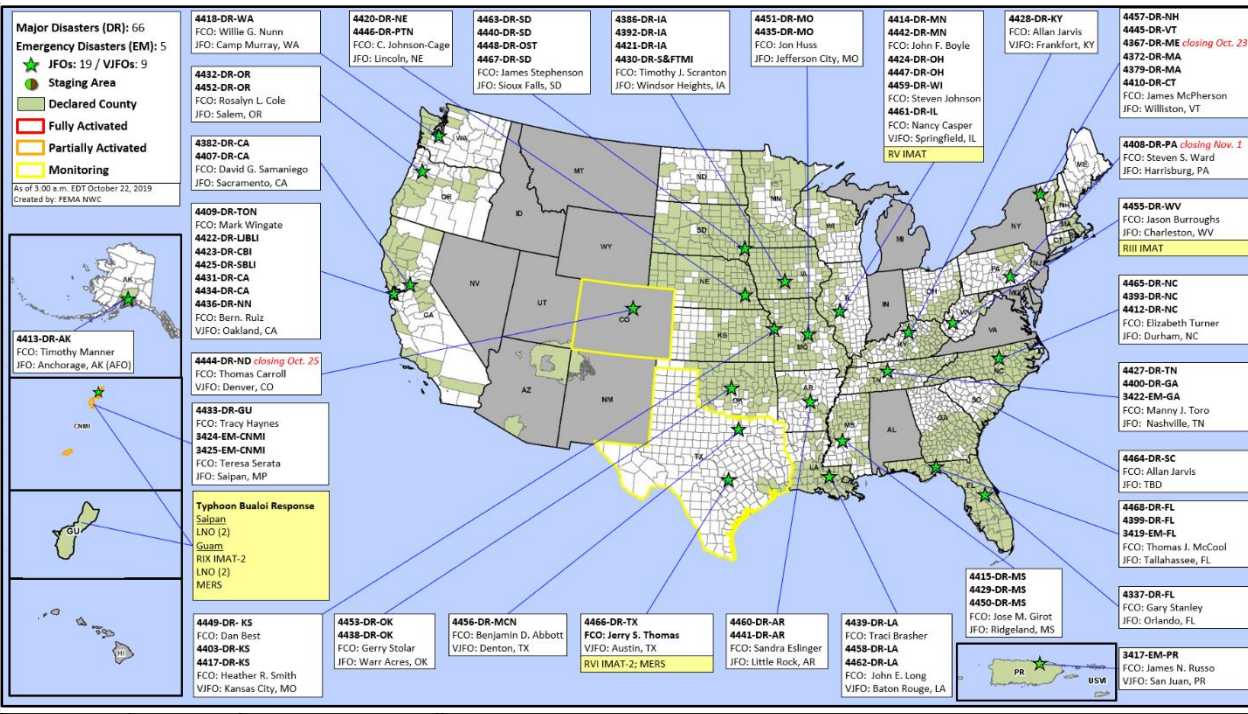 Major Disasters (DR): 66
Emergency Disasters (EM): 5
JFOs: 19 / VJFOs: 9
Staging Area
Declared County
Fully Activated
Partially Activated
Monitoring
As of 3:00 a.m. EDT October 22, 2019
Created by: FEMA NWC
4418-DR-WA
FCO: Willie G. Nunn
JFO: Camp Murray, WA
4420-DR-NE
4446-DR-PTN
FCO: C. Johnson-Cage
JFO: Lincoln, NE
4463-DR-SD
4440-DR-SD
4448-DR-OST
4467-DR-SD
FCO: James Stephenson
JFO: Sioux Falls, SD
4386-DR-IA
4392-DR-IA
4421-DR-IA
4430-DR-S&FTMI
FCO: Timothy J. Scranton
JFO: Windsor Heights, IA
4451-DR-MO
4435-DR-MO
FCO: Jon Huss
JFO: Jefferson City, MO
4414-DR-MN
4442-DR-MN
FCO: John F. Boyle
4424-DR-OH
4447-DR-OH
4459-DR-WI
FCO: Steven Johnson
4461-DR-IL
FCO: Nancy Casper
VJFO: Springfield, IL
RV IMAT
4428-DR-KY
FCO: Allan Jarvis
VJFO: Frankfort, KY
4457-DR-NH
4445-DR-VT
4367-DR-ME closing Oct. 23
4372-DR-MA
4379-DR-MA
4410-DR-CT
FCO: James McPherson
JFO: Williston, VT
4432-DR-OR
4452-DR-OR
FCO: Rosalyn L. Cole
JFO: Salem, OR
4382-DR-CA
4407-DR-CA
FCO: David G. Samaniego
JFO: Sacramento, CA
4409-DR-TON
FCO: Mark Wingate
4422-DR-LJBLI
4423-DR-CBI
4425-DR-SBLI
4431-DR-CA
4434-DR-CA
4436-DR-NN
FCO: Bern. Ruiz
VJFO: Oakland, CA
4444-DR-ND closing Oct. 25
FCO: Thomas Carroll
VJFO: Denver, CO
4408-DR-PA closing Nov. 1
FCO: Steven S. Ward
JFO: Harrisburg, PA
4455-DR-WV
FCO: Jason Burroughs
JFO: Charleston, WV
RIII IMAT
4465-DR-NC
4393-DR-NC
4412-DR-NC
FCO: Elizabeth Turner
JFO: Durham, NC
4427-DR-TN
4400-DR-GA
3422-EM-GA
FCO: Manny J. Toro
JFO: Nashville, TN
4464-DR-SC
FCO: Allan Jarvis
JFO: TBD
4468-DR-FL
4399-DR-FL
3419-EM-FL
FCO: Thomas J. McCool
JFO: Tallahassee, FL
4337-DR-FL
FCO: Gary Stanley
JFO: Orlando, FL
3417-EM-PR
FCO: James N. Russo
VJFO: San Juan, PR
AK
4413-DR-AK
FCO: Timothy Manner
JFO: Anchorage, AK (AFO)
CNMI
4433-DR-GU
FCO: Tracy Haynes
3424-EM-CNMI
3425-EM-CNMI
FCO: Teresa Serata
JFO: Saipan, MP
GU
Typhoon Bualoi Response
Saipan
LNO (2)
Guam
RIX IMAT-2
LNO (2)
MERS
HI
4449-DR- KS
FCO: Dan Best
4403-DR-KS
4417-DR-KS
FCO: Heather R. Smith
VJFO: Kansas City, MO
4453-DR-OK
4438-DR-OK
FCO: Gerry Stolar
JFO: Warr Acres, OK
4456-DR-MCN
FCO: Benjamin D. Abbott
VJFO: Denton, TX
4466-DR-TX
FCO: Jerry S. Thomas
VJFO: Austin, TX
RVI IMAT-2; MERS
4460-DR-AR
4441-DR-AR
FCO: Sandra Eslinger
JFO: Little Rock, AR
4439-DR-LA
FCO: Traci Brasher
4458-DR-LA
4462-DR-LA
FCO: John E. Long
VJFO: Baton Rouge, LA
4415-DR-MS
4429-DR-MS
4450-DR-MS
FCO: Jose M. Girot
JFO: Ridgeland, MS
PR
USVI
WA
OR
CA
NV
ID
MT
WY
UT
CO
AZ
NM
ND
SD
NE
KS
OK
TX
MN
IA
MO
AR
LA
WI
IL
MI
IN
OH
KY
TN
MS
AL
GA
FL
SC
NC
VA
WV
PA
NY
NJ
VT
NH
ME
MA
CT